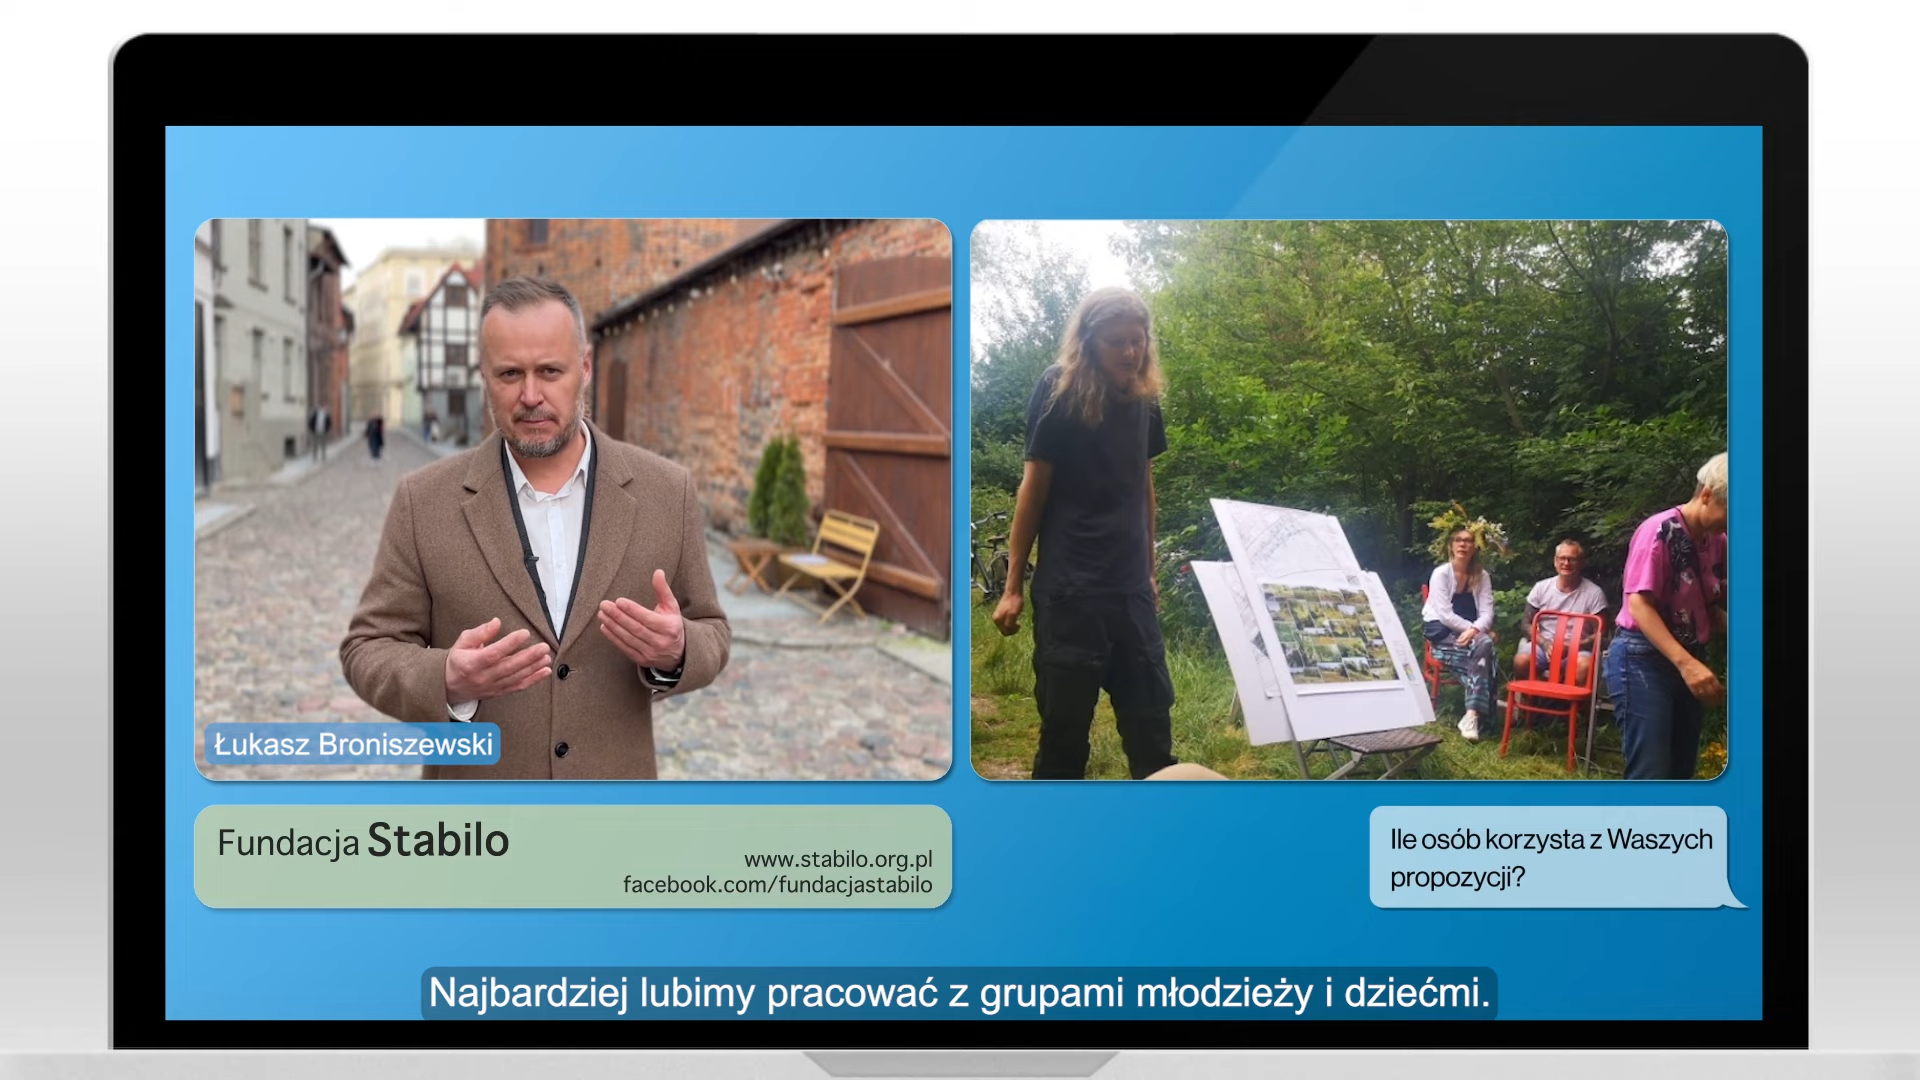 Łukasz Broniszewski
Fundacja Stabilo
www.stabilo.org.pl
facebook.com/fundacjastabilo
Ile osób korzysta z Waszych
propozycji?
Najbardziej lubimy pracować z grupami młodzieży i dziećmi.